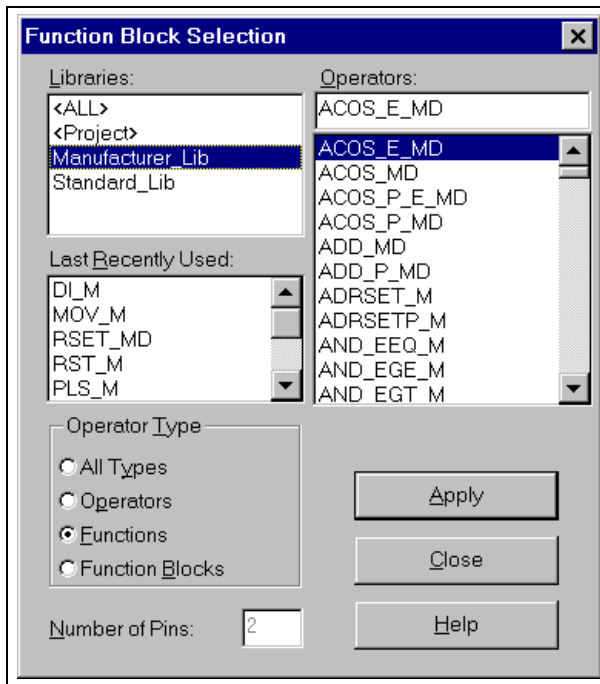 Function Block Selection
Libraries:
<ALL>
<Project>
Manufacturer_Lib
Standard_Lib
Last Recently Used:
DI_M
MOV_M
RSET_MD
RST_M
PLS_M
Operators:
ACOS_E_MD
ACOS_E_MD
ACOS_MD
ACOS_P_E_MD
ACOS_P_MD
ADD_MD
ADD_P_MD
ADRSET_M
ADRSETP_M
AND_EEQ_M
AND_EGE_M
AND_EGT_M
Operator Type
All Types
Operators
Functions
Function Blocks
Number of Pins: 2
Apply
Close
Help